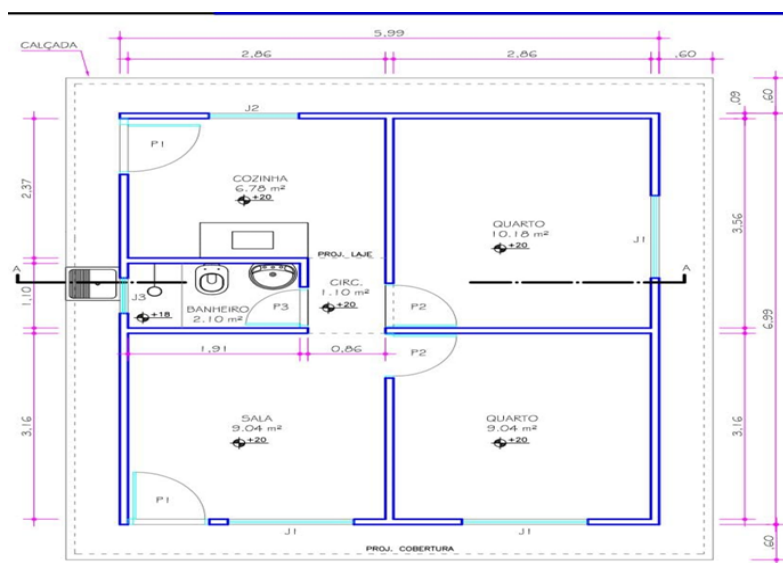 5,99
CALÇADA
2,86
2,86
,60
,60
,09
J2
P1
COZINHA
6.78 m²
+20
2,37
QUARTO
10.18 m²
+20
3,56
J1
PROJ. LAJE
A
A
CIRC.
1.10 m²
+20
J3
BANHEIRO
2.10 m²
+18
P3
P2
1,10
6,99
1,91
0,86
P2
SALA
9.04 m²
+20
QUARTO
9.04 m²
+20
3,16
3,16
P1
J1
J1
PROJ. COBERTURA
,60